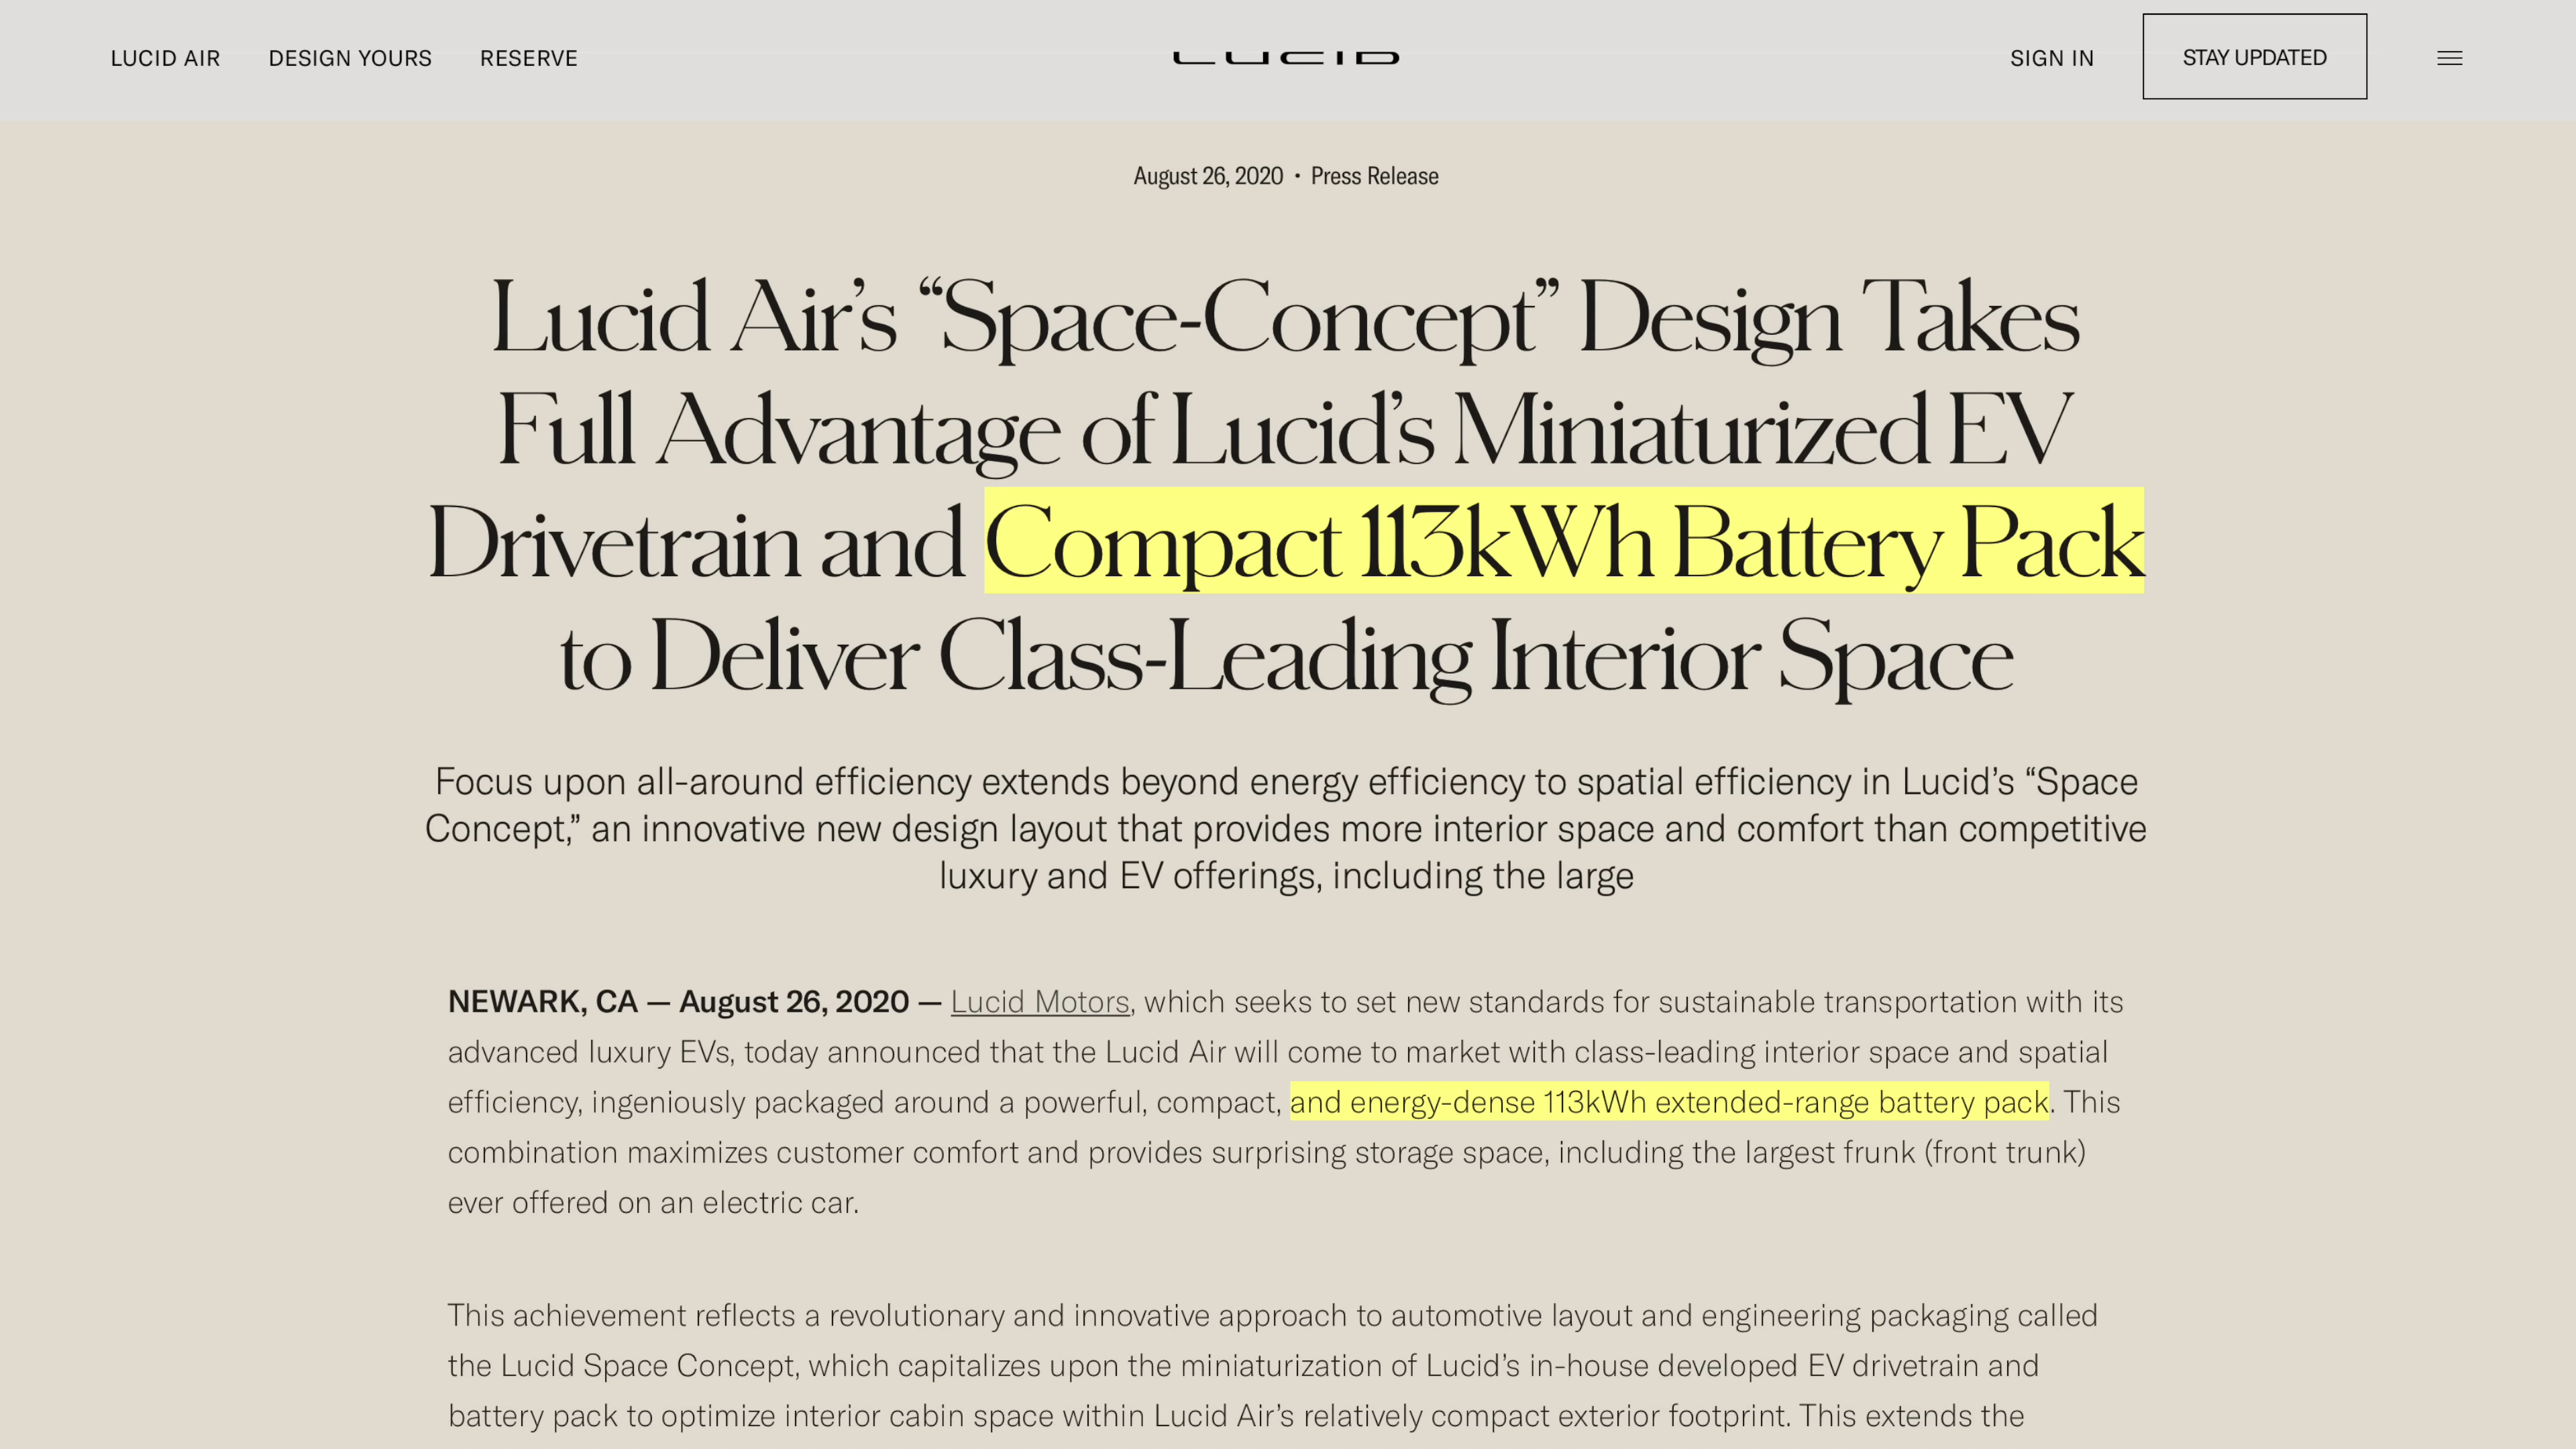 LUCID AIR DESIGN YOURS RESERVE LUCID SIGN IN STAY UPDATED
August 26, 2020 • Press Release
Lucid Air’s “Space-Concept” Design Takes
Full Advantage of Lucid’s Miniaturized EV
Drivetrain and Compact 113kWh Battery Pack
to Deliver Class-Leading Interior Space
Focus upon all-around efficiency extends beyond energy efficiency to spatial efficiency in Lucid’s “Space
Concept,” an innovative new design layout that provides more interior space and comfort than competitive
luxury and EV offerings, including the large
NEWARK, CA — August 26, 2020 — Lucid Motors, which seeks to set new standards for sustainable transportation with its
advanced luxury EVs, today announced that the Lucid Air will come to market with class-leading interior space and spatial
efficiency, ingeniously packaged around a powerful, compact, and energy-dense 113kWh extended-range battery pack. This
combination maximizes customer comfort and provides surprising storage space, including the largest frunk (front trunk)
ever offered on an electric car.
This achievement reflects a revolutionary and innovative approach to automotive layout and engineering packaging called
the Lucid Space Concept, which capitalizes upon the miniaturization of Lucid’s in-house developed EV drivetrain and
battery pack to optimize interior cabin space within Lucid Air’s relatively compact exterior footprint. This extends the